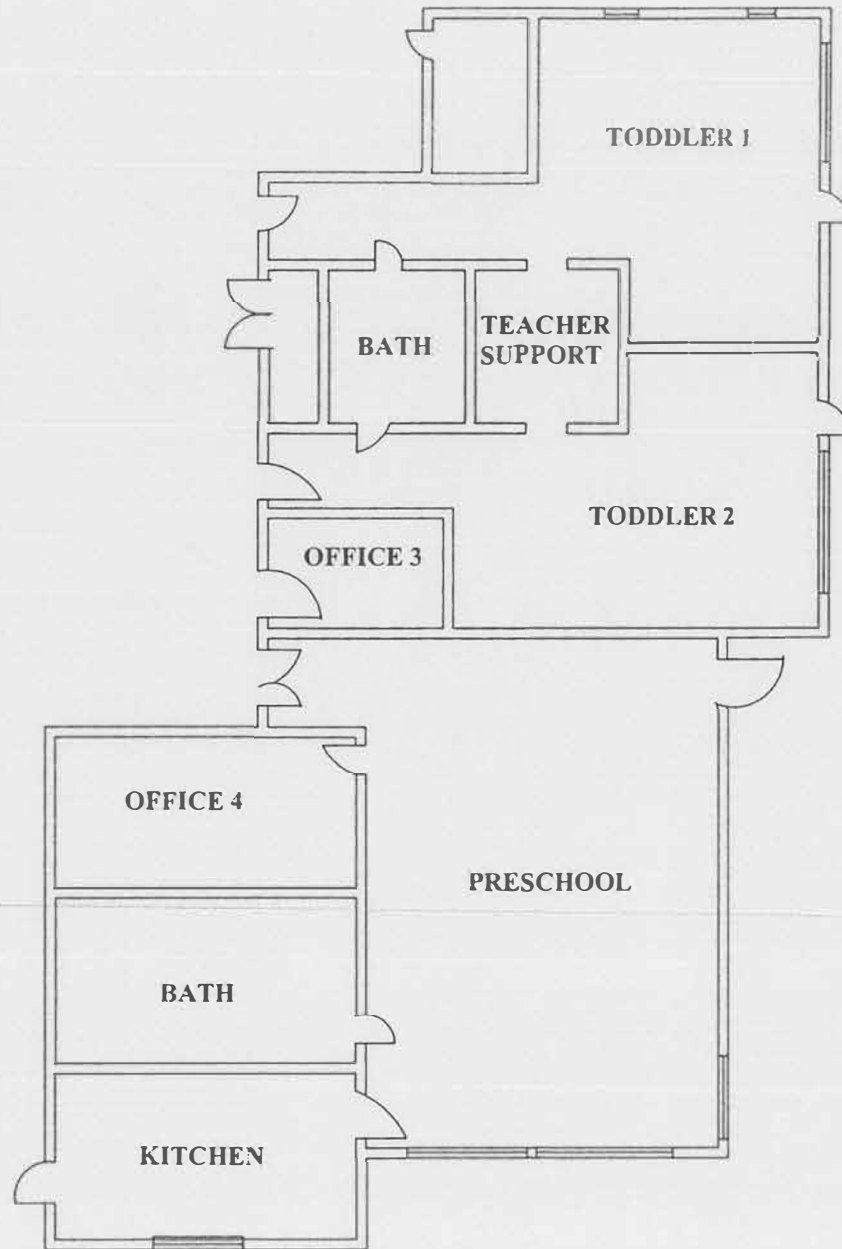 TODDLER 1
BATH
TEACHER
SUPPORT
TODDLER 2
OFFICE 3
OFFICE 4
PRESCHOOL
BATH
KITCHEN